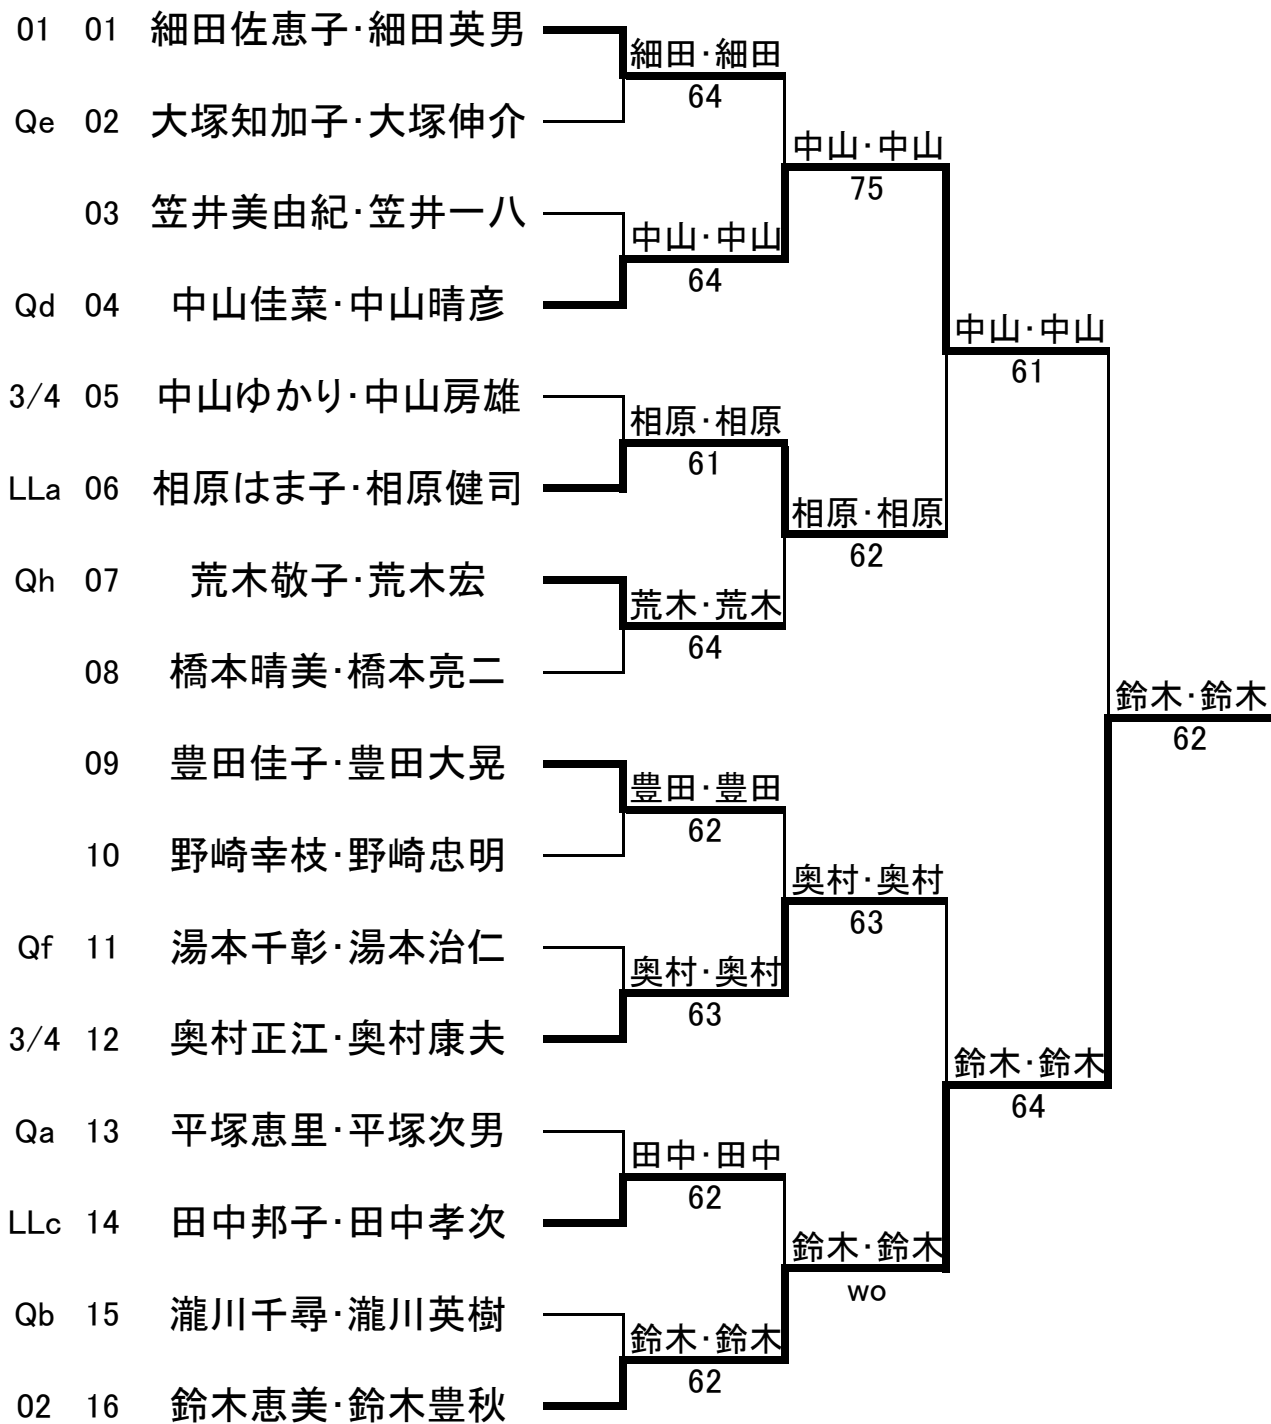 01 01 細田佐恵子・細田英男
細田・細田
64
Qe 02 大塚知加子・大塚伸介
中山・中山
75
03 笠井美由紀・笠井一八
中山・中山
64
Qd 04 中山佳菜・中山晴彦
中山・中山
61
3/4 05 中山ゆかり・中山房雄
相原・相原
61
LLa 06 相原はま子・相原健司
相原・相原
62
Qh 07 荒木敬子・荒木宏
荒木・荒木
64
08 橋本晴美・橋本亮二
鈴木・鈴木
62
09 豊田佳子・豊田大晃
豊田・豊田
62
10 野崎幸枝・野崎忠明
奥村・奥村
63
Qf 11 湯本千彰・湯本治仁
奥村・奥村
63
3/4 12 奥村正江・奥村康夫
鈴木・鈴木
64
Qa 13 平塚恵里・平塚次男
田中・田中
62
LLc 14 田中邦子・田中孝次
鈴木・鈴木
wo
Qb 15 瀧川千尋・瀧川英樹
鈴木・鈴木
62
02 16 鈴木恵美・鈴木豊秋